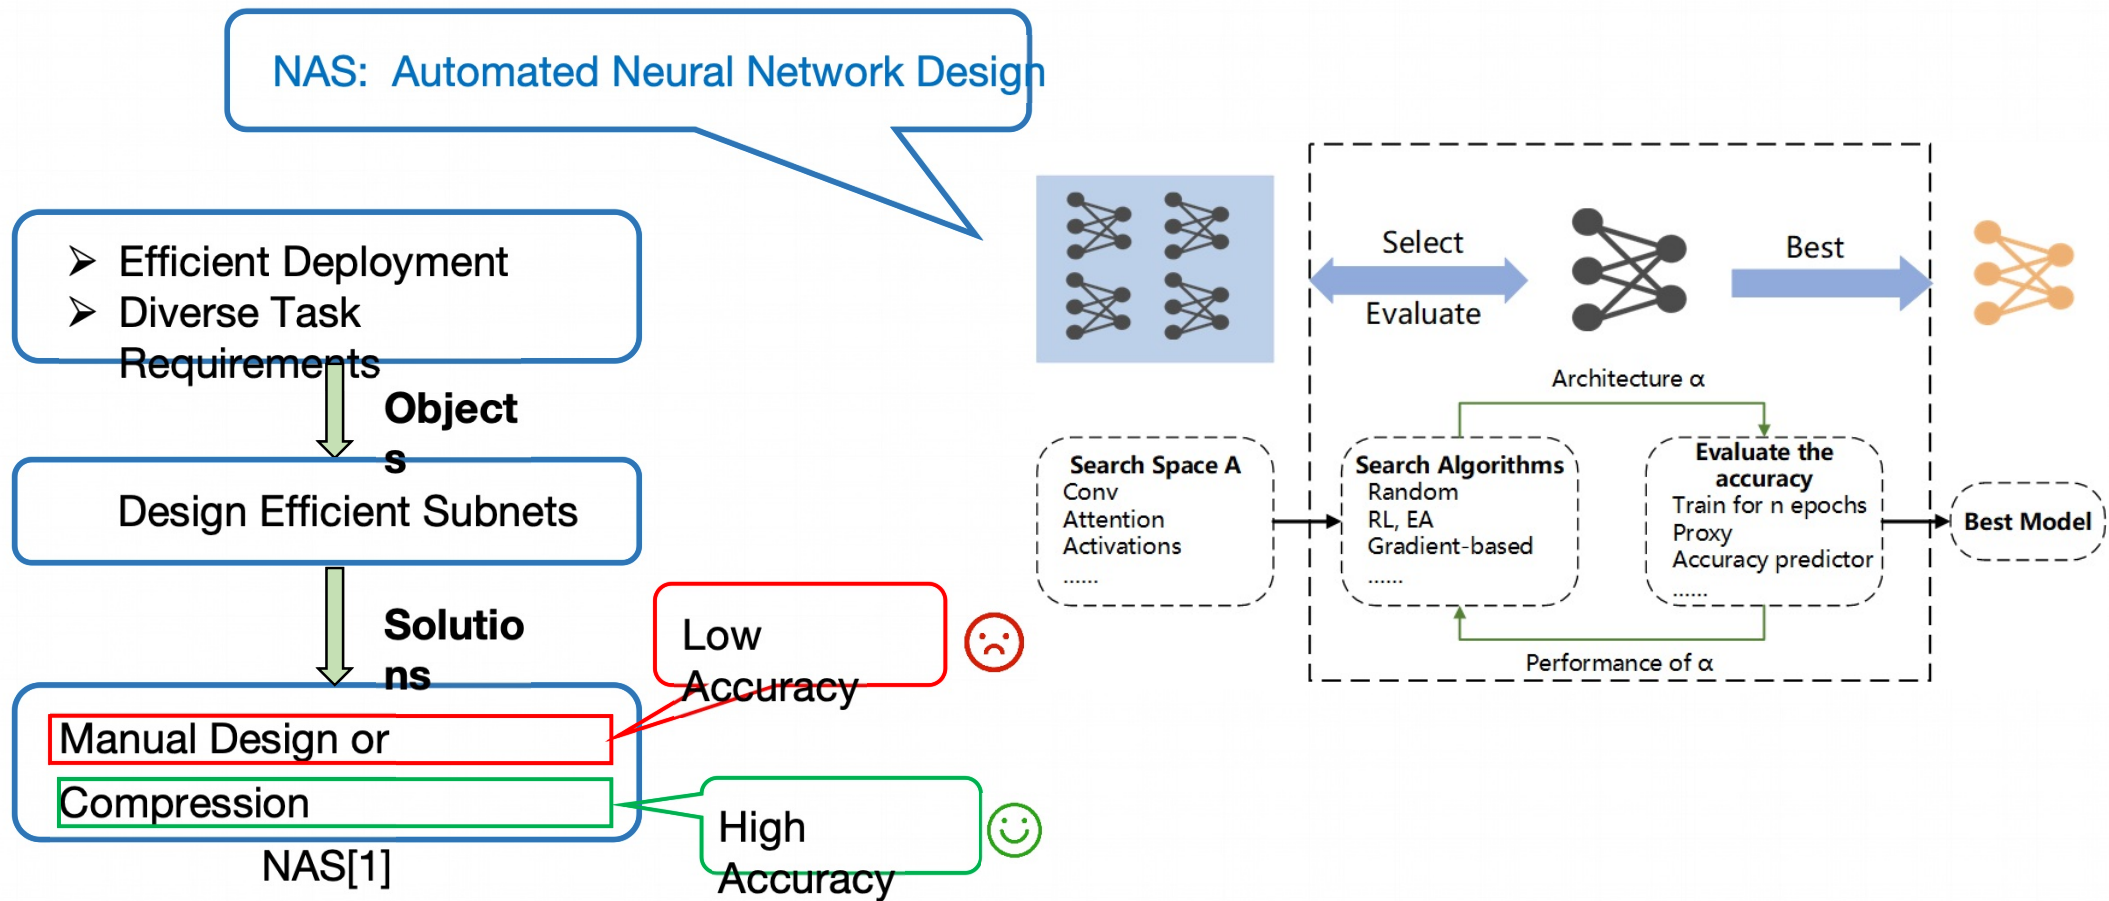 NAS: Automated Neural Network Design
➢ Efficient Deployment
➢ Diverse Task
Requirements
Object
s
Design Efficient Subnets
Solutio
ns
Low
Accuracy
Manual Design or
Compression
NAS[1]
High
Accuracy
Select
Evaluate
Best
Architecture α
Search Space A
Conv
Attention
Activations
......
Search Algorithms
Random
RL, EA
Gradient-based
......
Evaluate the
accuracy
Train for n epochs
Proxy
Accuracy predictor
......
Best Model
Performance of α